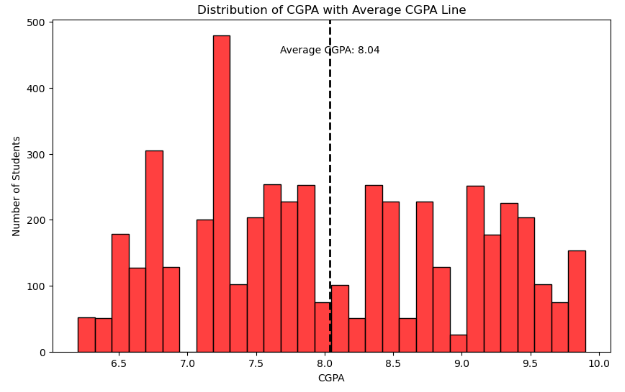 Distribution of CGPA with Average CGPA Line
500
Average CGPA: 8.04
400
300
200
100
0
6.5 7.0 7.5 8.0 8.5 9.0 9.5 10.0
Number of Students
CGPA